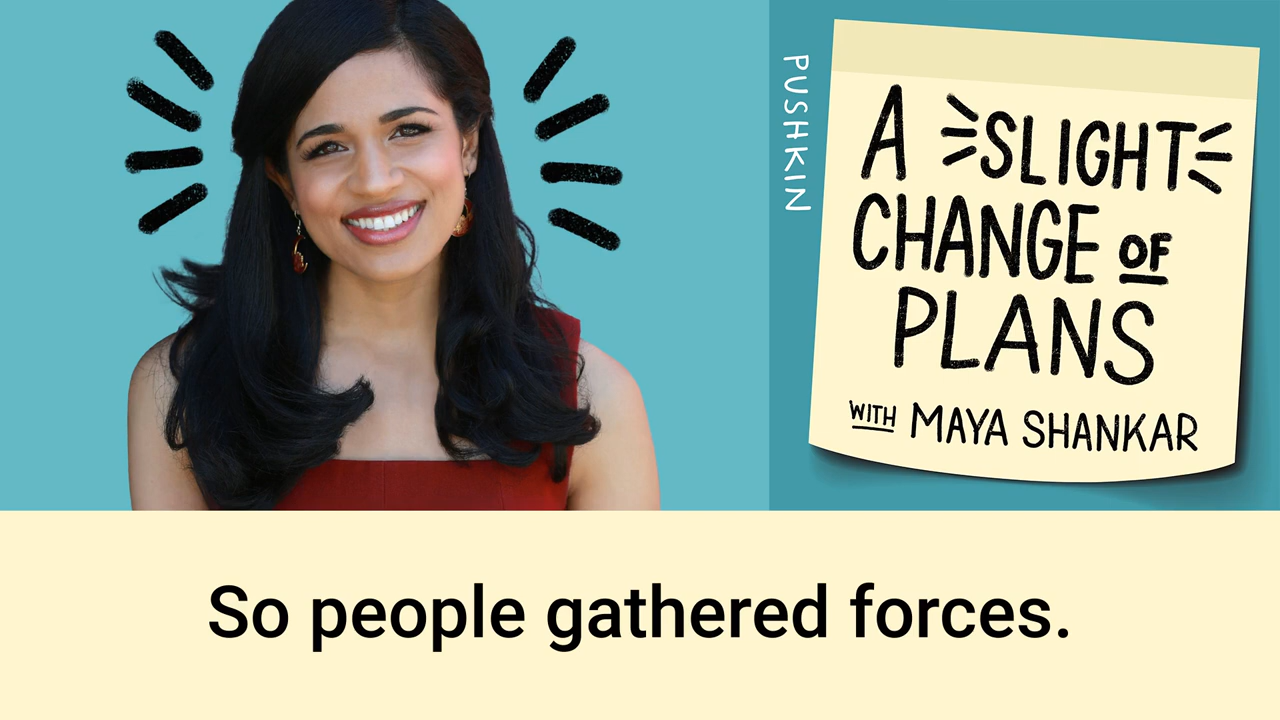 PUSHKIN
A SLIGHT
CHANGE OF
PLANS
WITH MAYA SHANKAR
So people gathered forces.